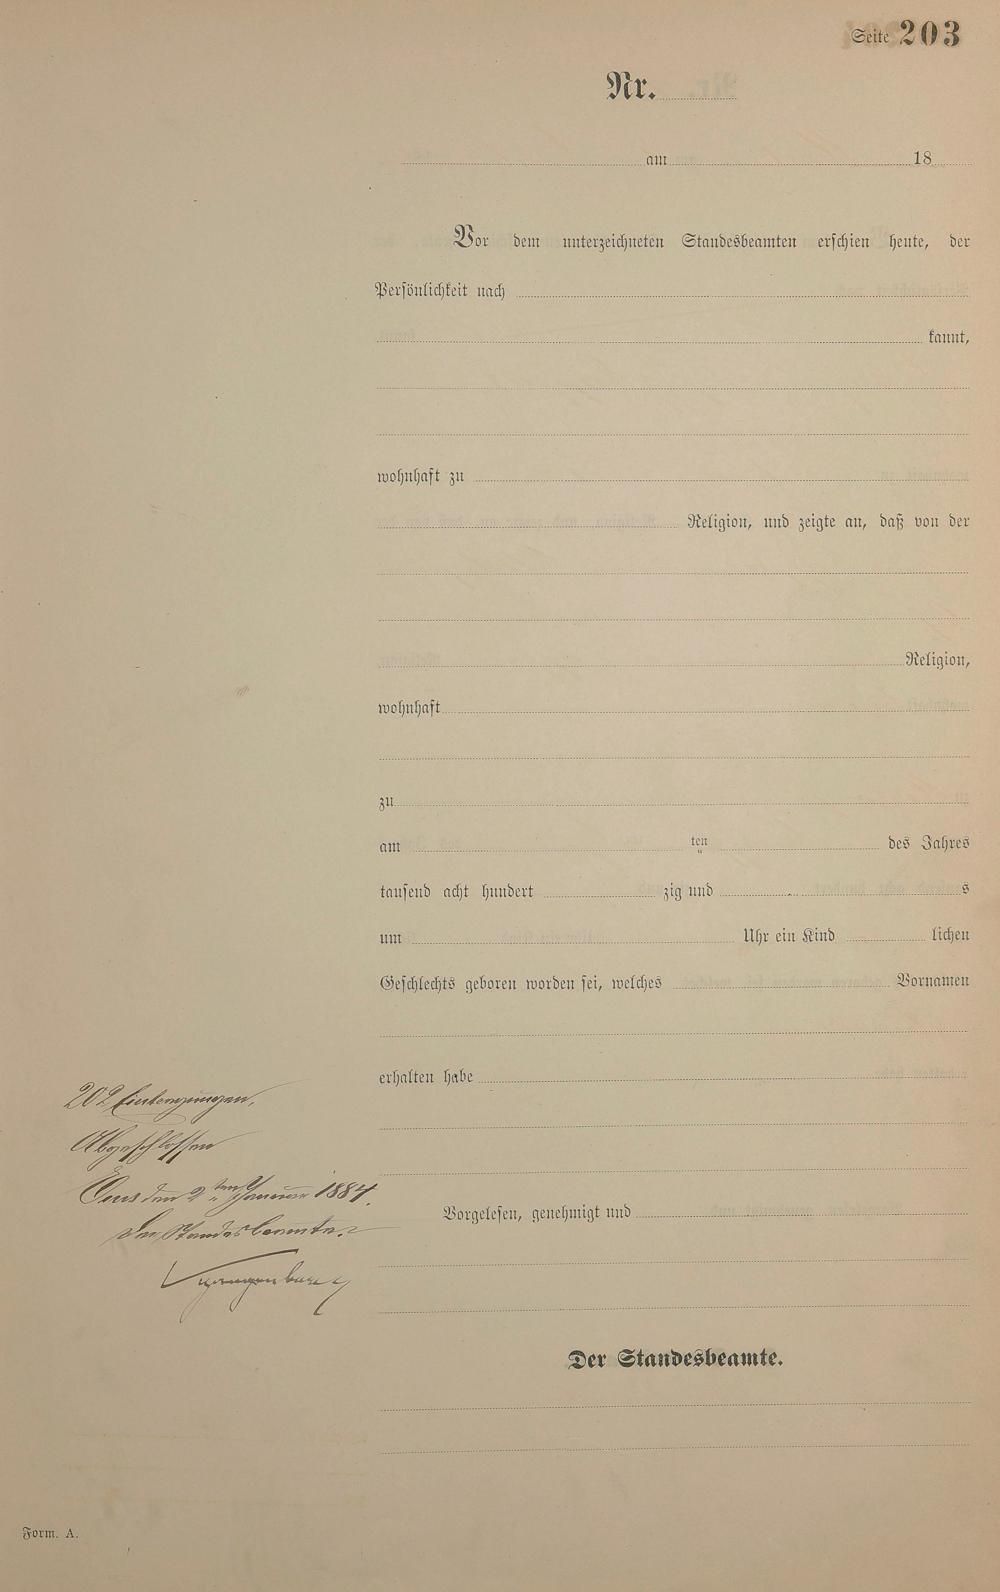 Seite 203
Nr.
am 18
Vor dem unterzeichneten Standesbeamten erschien heute, der
Persönlichkeit nach
kannt,
wohnhaft zu
Religion, und zeigte an, daß von der
Religion,
wohnhaft
zu
am ten des Jahres
tausend acht hundert zig und s
um Uhr ein Kind lichen
Geschlechts geboren worden sei, welches Vornamen
erhalten habe
202 Eintragungen.
Abgeschlossen
den 2ten Januar 1884.
Der Standesbeamte.
Vorgelesen, genehmigt und
Der Standesbeamte.
Form. A.